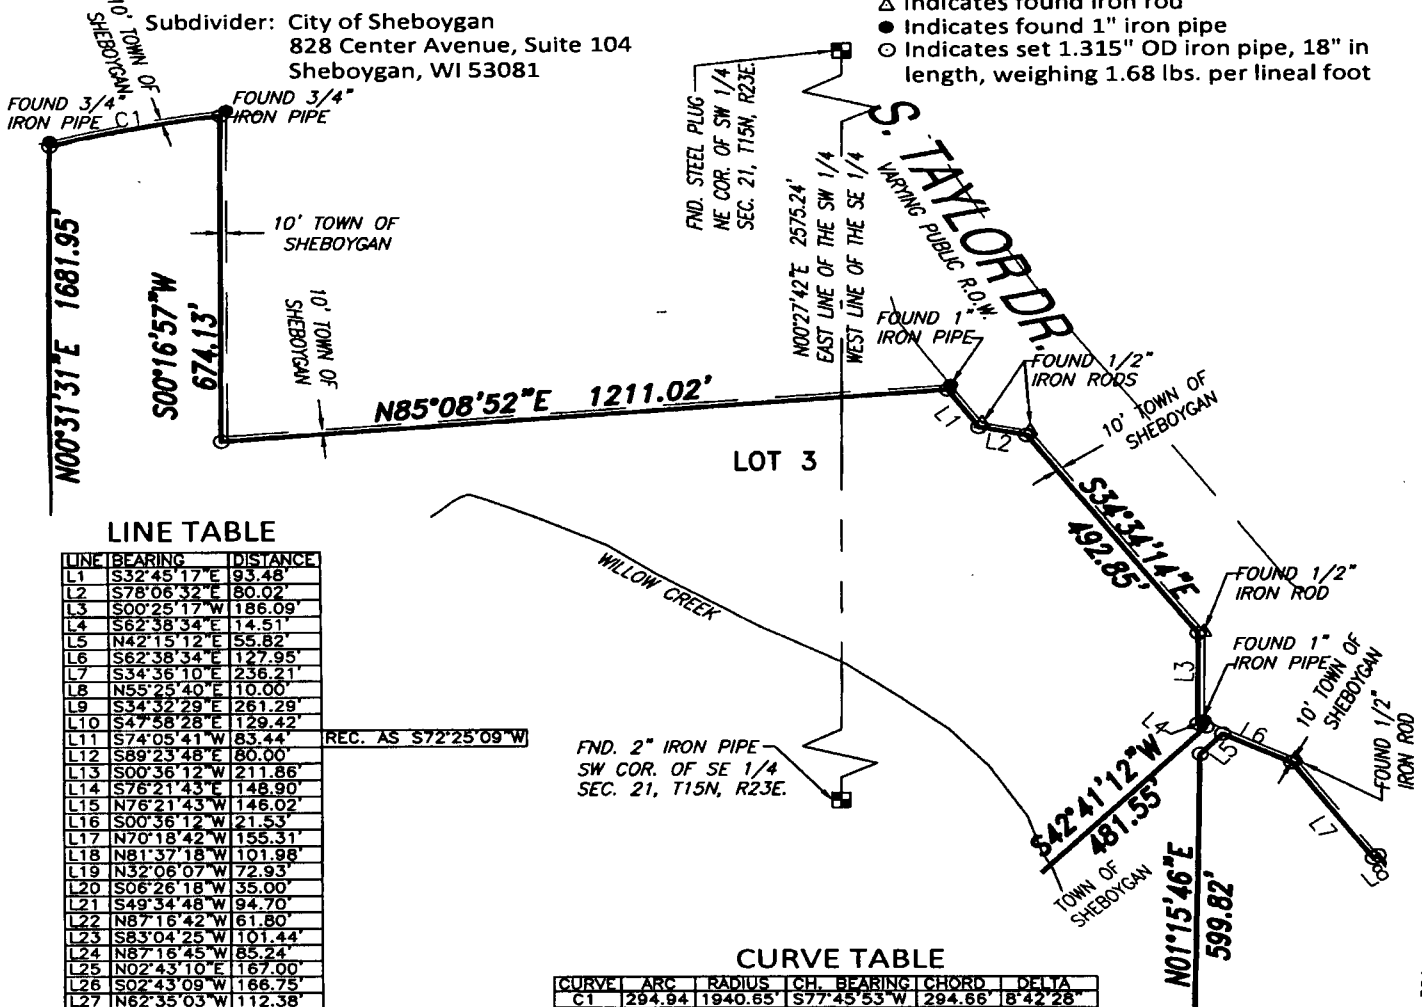 Subdivider: City of Sheboygan
828 Center Avenue, Suite 104
Sheboygan, WI 53081
Indicates found iron rod
Indicates found 1" iron pipe
Indicates set 1.315" OD iron pipe, 18" in
length, weighing 1.68 lbs. per lineal foot
10' TOWN OF
SHEBOYGAN
FOUND 3/4"
IRON PIPE
C1
FOUND 3/4"
IRON PIPE
N00°31'31"E 1681.95'
S00°16'57"W
674.13'
10' TOWN OF
SHEBOYGAN
10' TOWN OF
SHEBOYGAN
N85°08'52"E 1211.02'
FND. STEEL PLUG
NE COR. OF SW 1/4
SEC. 21, T15N, R23E.
N00°27'42"E 2575.24'
EAST LINE OF THE SW 1/4
WEST LINE OF THE SE 1/4
S. TAYLOR DR.
VARYING PUBLIC R.O.W.
FOUND 1"
IRON PIPE
FOUND 1/2"
IRON RODS
L1
L2
10' TOWN OF
SHEBOYGAN
LOT 3
S34°34'14"E
492.85'
WILLOW CREEK
FOUND 1/2"
IRON ROD
L3
FOUND 1"
IRON PIPE
L4
L5
L6
10' TOWN OF
SHEBOYGAN
FOUND 1/2"
IRON ROD
L7
L8
FND. 2" IRON PIPE
SW COR. OF SE 1/4
SEC. 21, T15N, R23E.
S42°41'12"W
481.55'
TOWN OF
SHEBOYGAN
N01°15'46"E
599.82'
LINE TABLE
LINE BEARING DISTANCE
L1 S32°45'17"E 93.48'
L2 S78°06'32"E 80.02'
L3 S00°25'17"W 186.09'
L4 S62°38'34"E 14.51'
L5 N42°15'12"E 55.82'
L6 S62°38'34"E 127.95'
L7 S34°36'10"E 236.21'
L8 N55°25'40"E 10.00'
L9 S34°32'29"E 261.29'
L10 S47°58'28"E 129.42'
L11 S74°05'41"W 83.44' REC. AS S72°25'09"W
L12 S89°23'48"E 80.00'
L13 S00°36'12"W 211.86'
L14 S76°21'43"E 148.90'
L15 N76°21'43"W 146.02'
L16 S00°36'12"W 21.53'
L17 N70°18'42"W 155.31'
L18 N81°37'18"W 101.98'
L19 N32°06'07"W 72.93'
L20 S06°26'18"W 35.00'
L21 S49°34'48"W 94.70'
L22 N87°16'42"W 61.80'
L23 S83°04'25"W 101.44'
L24 N87°16'45"W 85.24'
L25 N02°43'10"E 167.00'
L26 S02°43'09"W 166.75'
L27 N62°35'03"W 112.38'
CURVE TABLE
CURVE ARC RADIUS CH. BEARING CHORD DELTA
C1 294.94 1940.65' S77°45'53"W 294.66' 8°42'28"